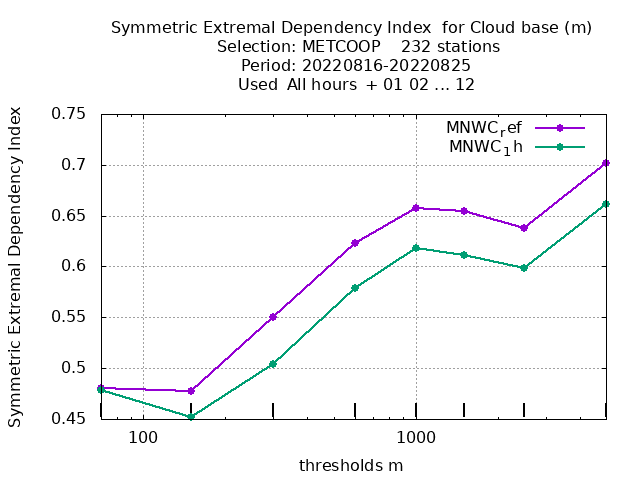 Symmetric Extremal Dependency Index  for Cloud base (m)
Selection: METCOOP    232 stations
Period: 20220816-20220825
Used  All hours  + 01 02 ... 12
Symmetric Extremal Dependency Index
0.75
0.7
0.65
0.6
0.55
0.5
0.45
MNWCref
MNWC1h
100
1000
thresholds m